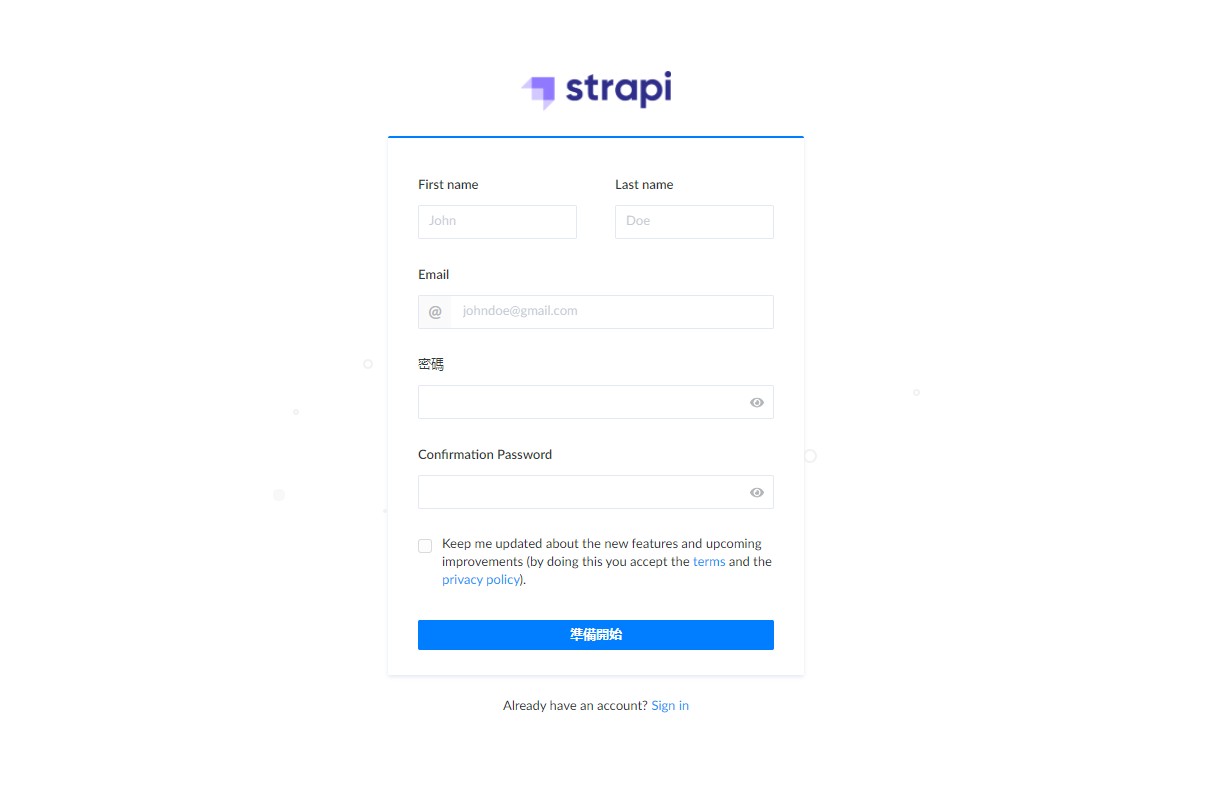 strapi
First name
Last name
John
Doe
Email
@ johndoe@gmail.com
密碼
Confirmation Password
Keep me updated about the new features and upcoming
improvements (by doing this you accept the terms and the
privacy policy).
準備開始
Already have an account? Sign in